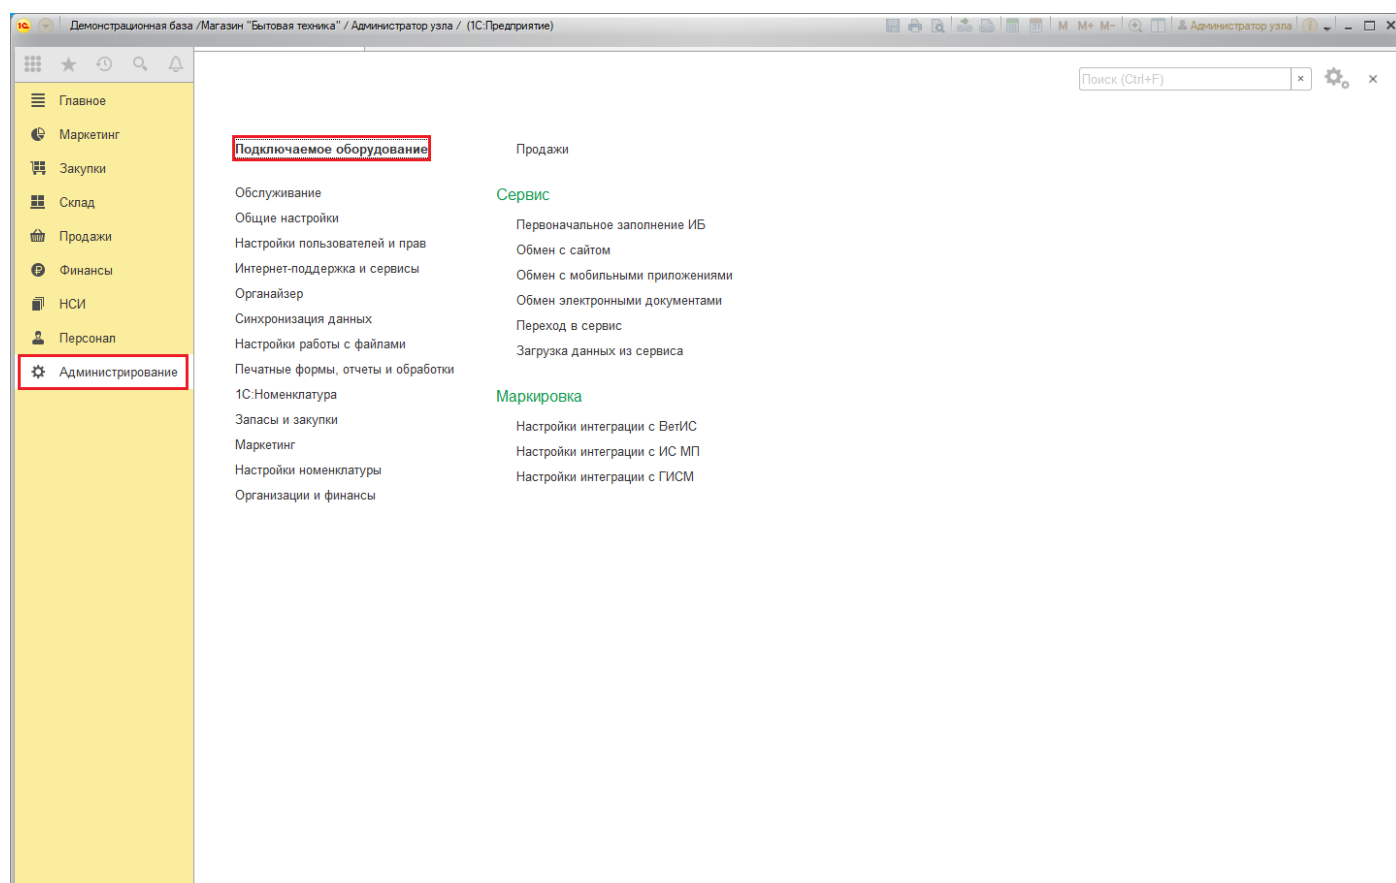 Демонстрационная база /Магазин "Бытовая техника" / Администратор узла / (1С:Предприятие)
M M+ M- Администратор узла
Поиск (Ctrl+F)
Главное
Маркетинг
Закупки
Склад
Продажи
Финансы
НСИ
Персонал
Администрирование
Подключаемое оборудование
Обслуживание
Общие настройки
Настройки пользователей и прав
Интернет-поддержка и сервисы
Органайзер
Синхронизация данных
Настройки работы с файлами
Печатные формы, отчеты и обработки
1С:Номенклатура
Запасы и закупки
Маркетинг
Настройки номенклатуры
Организации и финансы
Продажи
Сервис
Первоначальное заполнение ИБ
Обмен с сайтом
Обмен с мобильными приложениями
Обмен электронными документами
Переход в сервис
Загрузка данных из сервиса
Маркировка
Настройки интеграции с ВетИС
Настройки интеграции с ИС МП
Настройки интеграции с ГИСМ